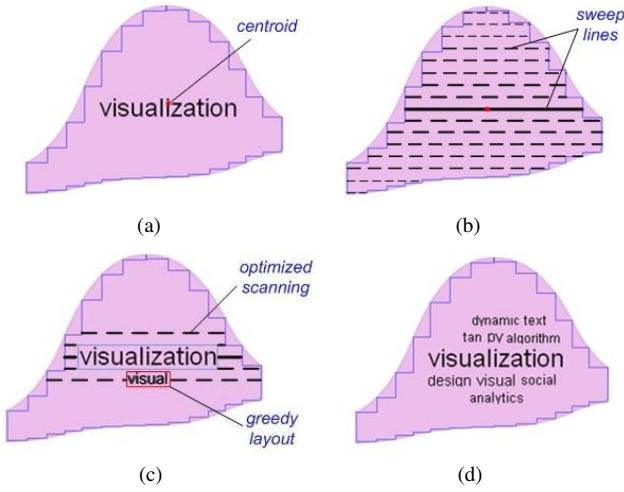 centroid
visualization
(a)
sweep
lines
(b)
optimized
scanning
visualization
visual
greedy
layout
(c)
dynamic text
tan pv algorithm
visualization
design visual social
analytics
(d)